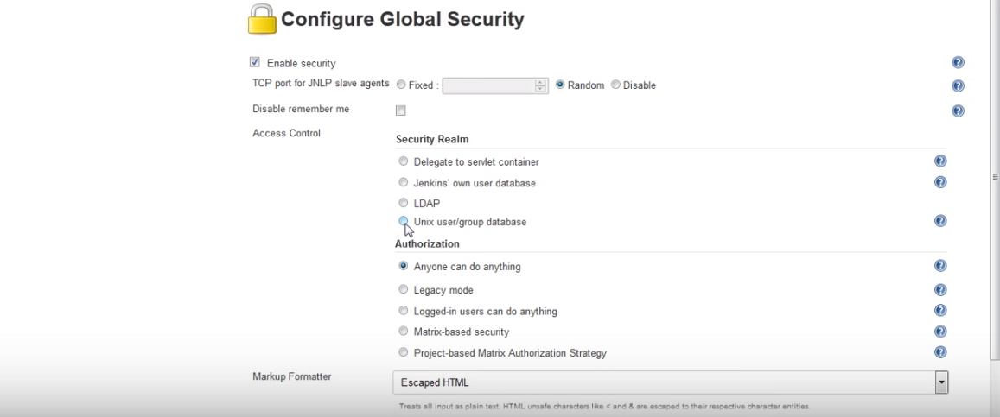 Configure Global Security
Enable security
TCP port for JNLP slave agents Fixed : Random Disable
Disable remember me
Access Control
Security Realm
Delegate to servlet container
Jenkins' own user database
LDAP
Unix user/group database
Authorization
Anyone can do anything
Legacy mode
Logged-in users can do anything
Matrix-based security
Project-based Matrix Authorization Strategy
Markup Formatter Escaped HTML
Treats all input as plain text. HTML unsafe characters like < and & are escaped to their respective character entities.